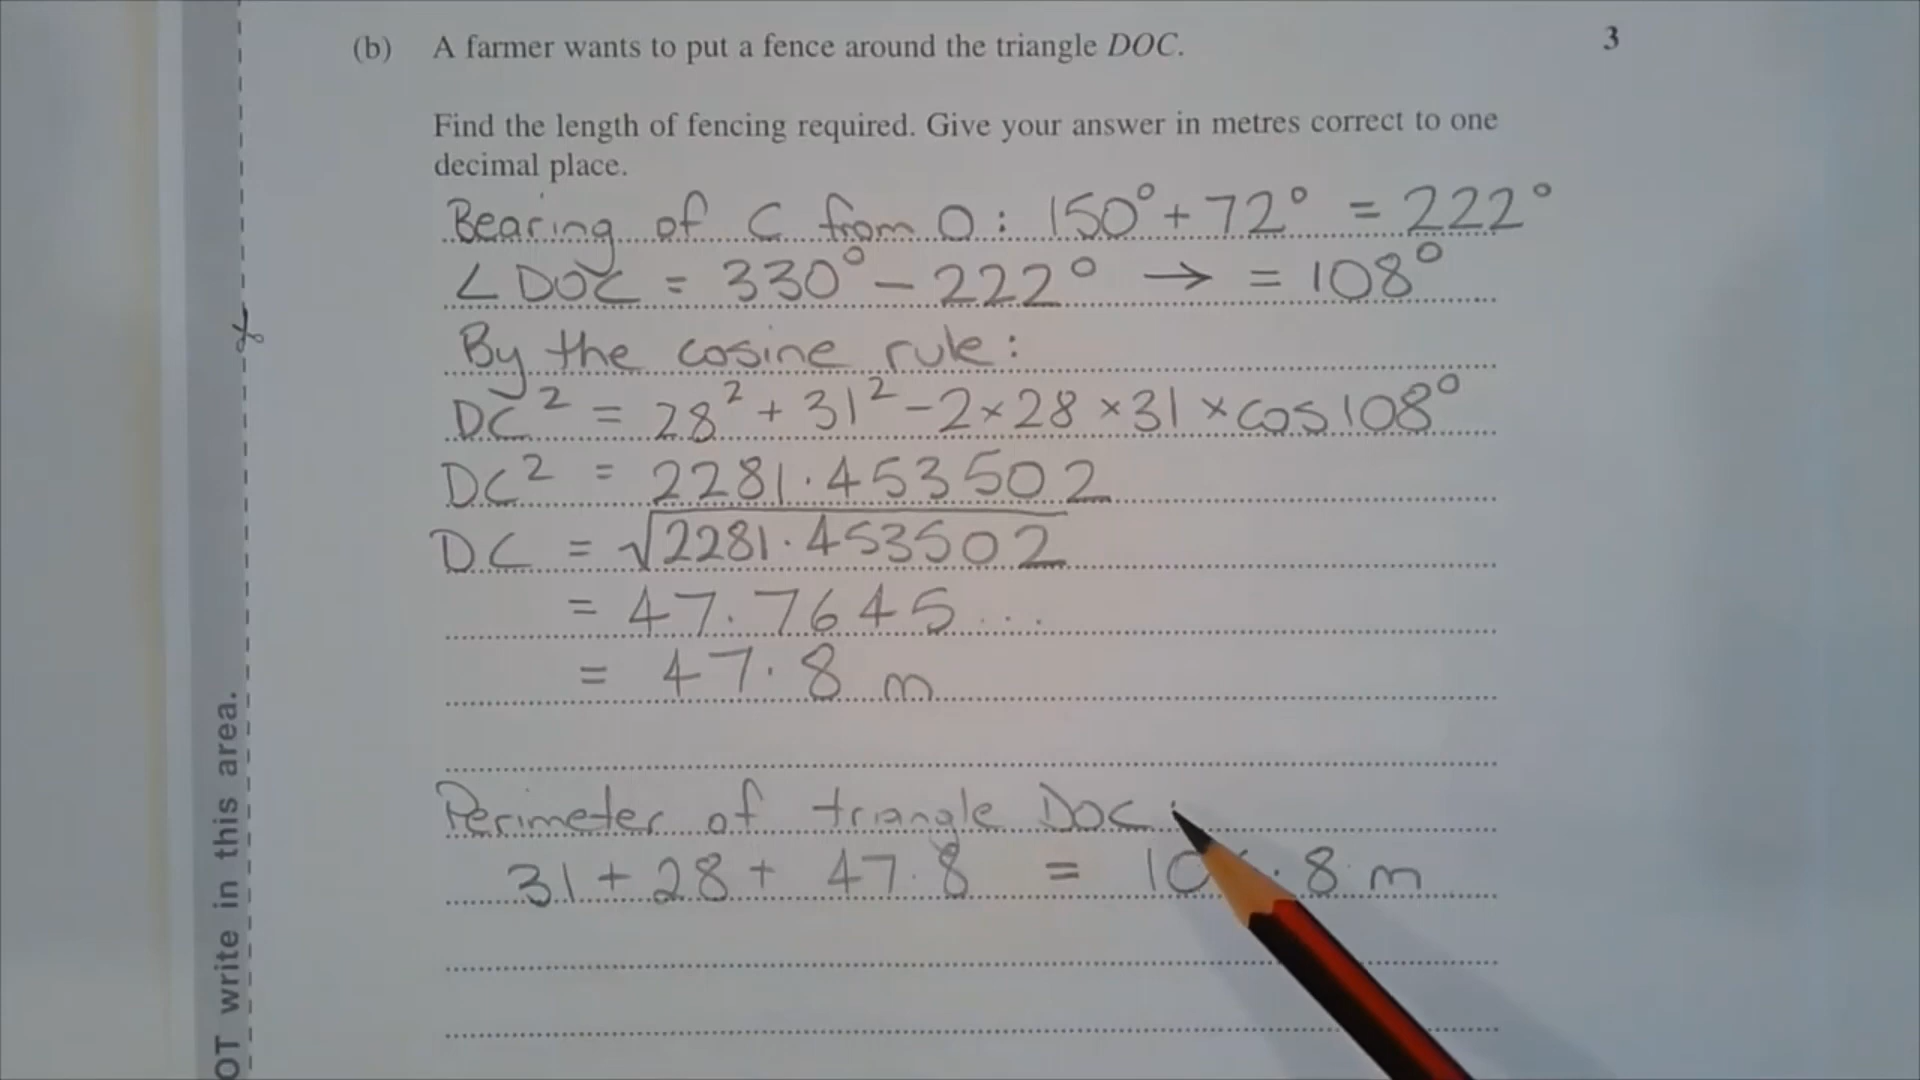 (b) A farmer wants to put a fence around the triangle DOC. 3
Find the length of fencing required. Give your answer in metres correct to one
decimal place.
Bearing of C from O: 150° + 72° = 222°
∠DOC = 330° − 222° → = 108°
By the cosine rule:
DC² = 28² + 31² − 2 × 28 × 31 × cos 108°
DC² = 2281.453502
DC = √2281.453502
= 47.7645...
= 47.8 m
Perimeter of triangle DOC:
31 + 28 + 47.8 = .8 m
OT write in this area.